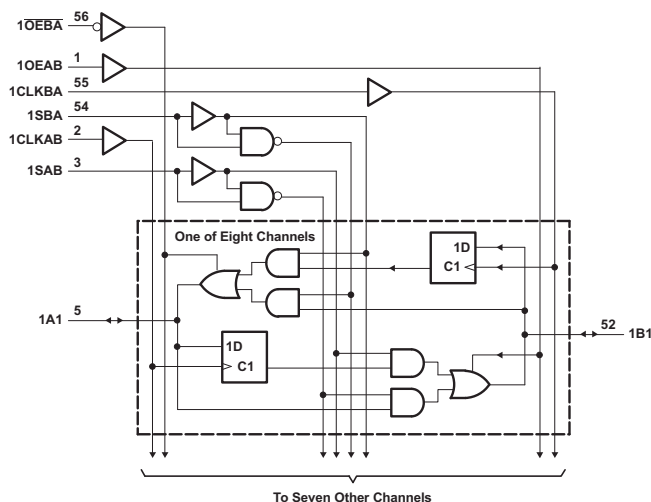 1OEBA 56
1OEAB 1
1CLKBA 55
1SBA 54
1CLKAB 2
1SAB 3
One of Eight Channels
1D
C1
1A1 5
52 1B1
1D
C1
To Seven Other Channels